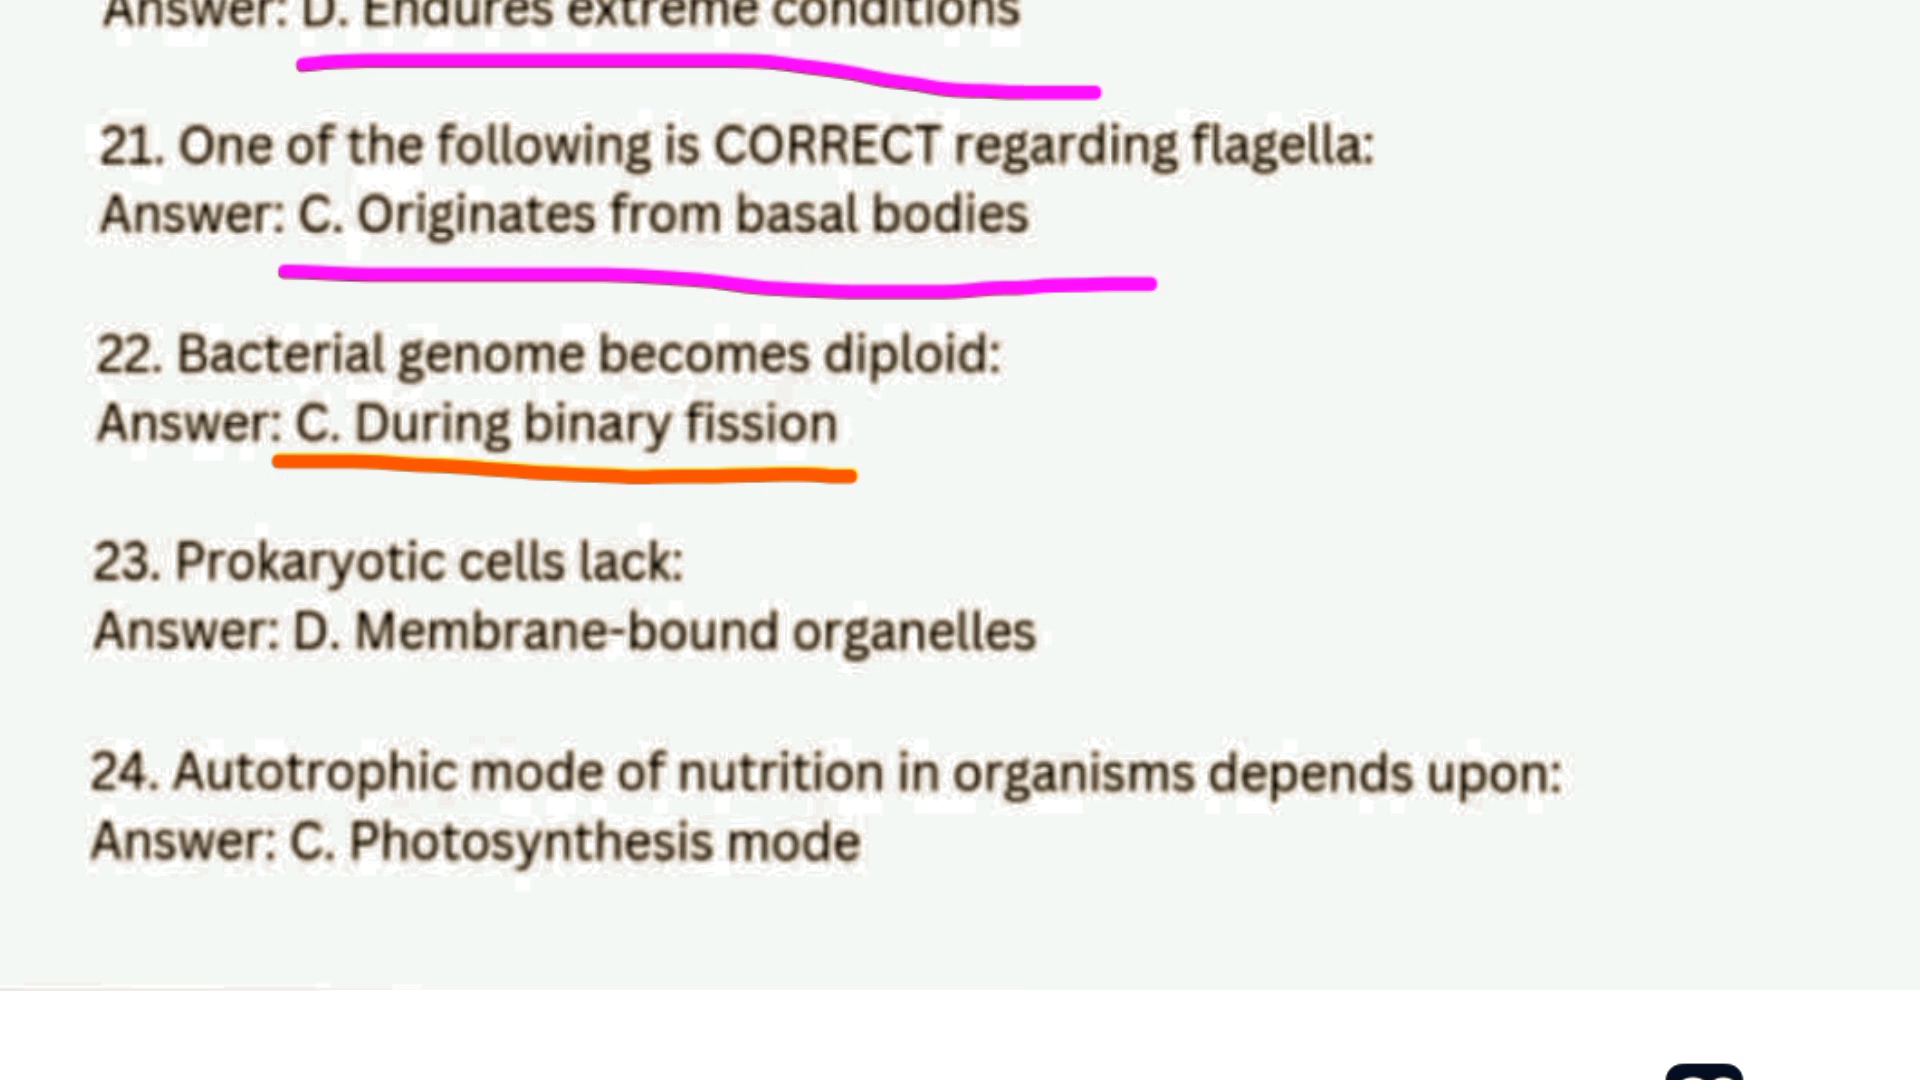 Answer: D. Endures extreme conditions
21. One of the following is CORRECT regarding flagella:
Answer: C. Originates from basal bodies
22. Bacterial genome becomes diploid:
Answer: C. During binary fission
23. Prokaryotic cells lack:
Answer: D. Membrane-bound organelles
24. Autotrophic mode of nutrition in organisms depends upon:
Answer: C. Photosynthesis mode